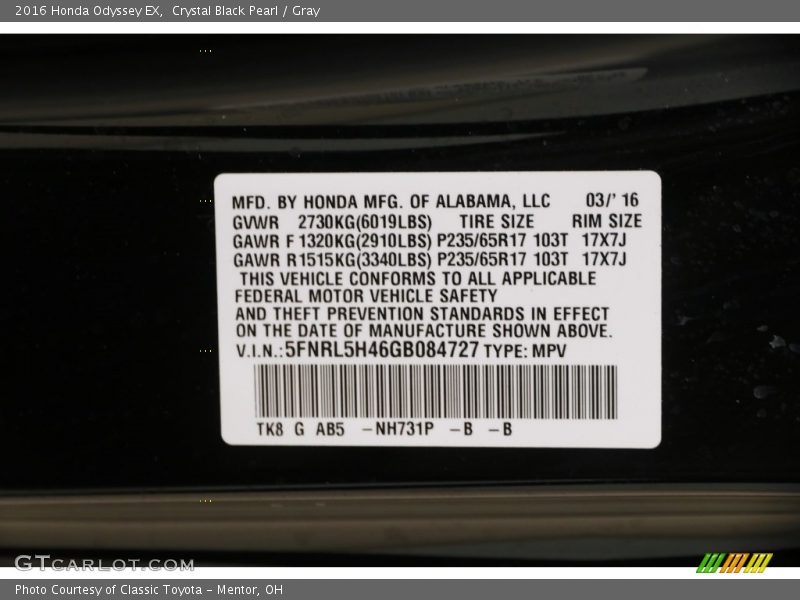 2016 Honda Odyssey EX,  Crystal Black Pearl / Gray
MFD. BY HONDA MFG. OF ALABAMA, LLC 03/' 16
GVWR 2730KG(6019LBS) TIRE SIZE RIM SIZE
GAWR F 1320KG(2910LBS) P235/65R17 103T 17X7J
GAWR R1515KG(3340LBS) P235/65R17 103T 17X7J
THIS VEHICLE CONFORMS TO ALL APPLICABLE
FEDERAL MOTOR VEHICLE SAFETY
AND THEFT PREVENTION STANDARDS IN EFFECT
ON THE DATE OF MANUFACTURE SHOWN ABOVE.
V.I.N.:5FNRL5H46GB084727 TYPE: MPV
TK8 G AB5 –NH731P –B –B
GTCARLOT.COM
Photo Courtesy of Classic Toyota – Mentor, OH